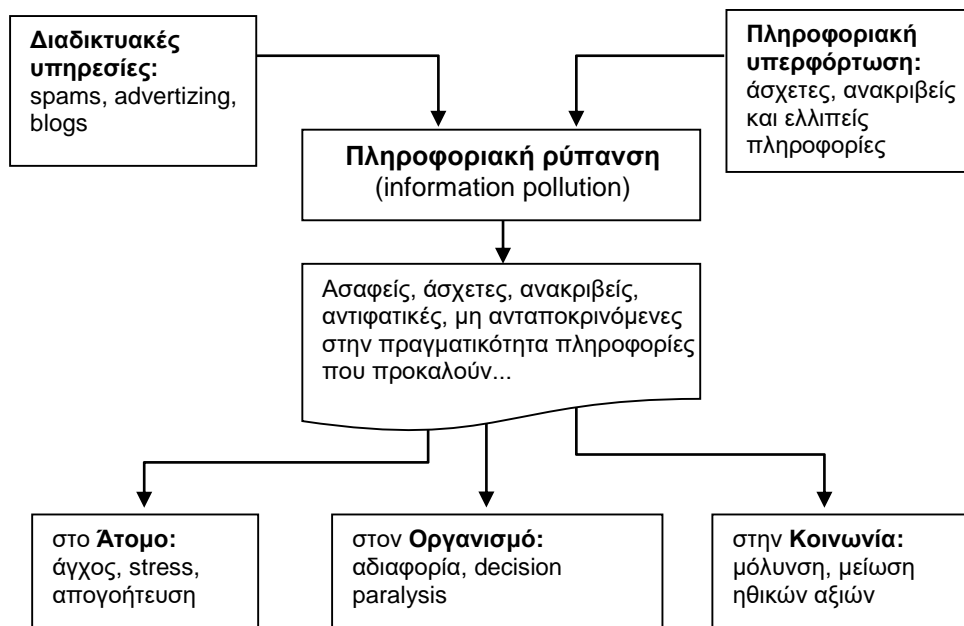 Διαδικτυακές
υπηρεσίες:
spams, advertizing,
blogs
Πληροφοριακή
υπερφόρτωση:
άσχετες, ανακριβείς
και ελλιπείς
πληροφορίες
Πληροφοριακή ρύπανση
(information pollution)
Ασαφείς, άσχετες, ανακριβείς,
αντιφατικές, μη ανταποκρινόμενες
στην πραγματικότητα πληροφορίες
που προκαλούν...
στο Άτομο:
άγχος, stress,
απογοήτευση
στον Οργανισμό:
αδιαφορία, decision
paralysis
στην Κοινωνία:
μόλυνση, μείωση
ηθικών αξιών